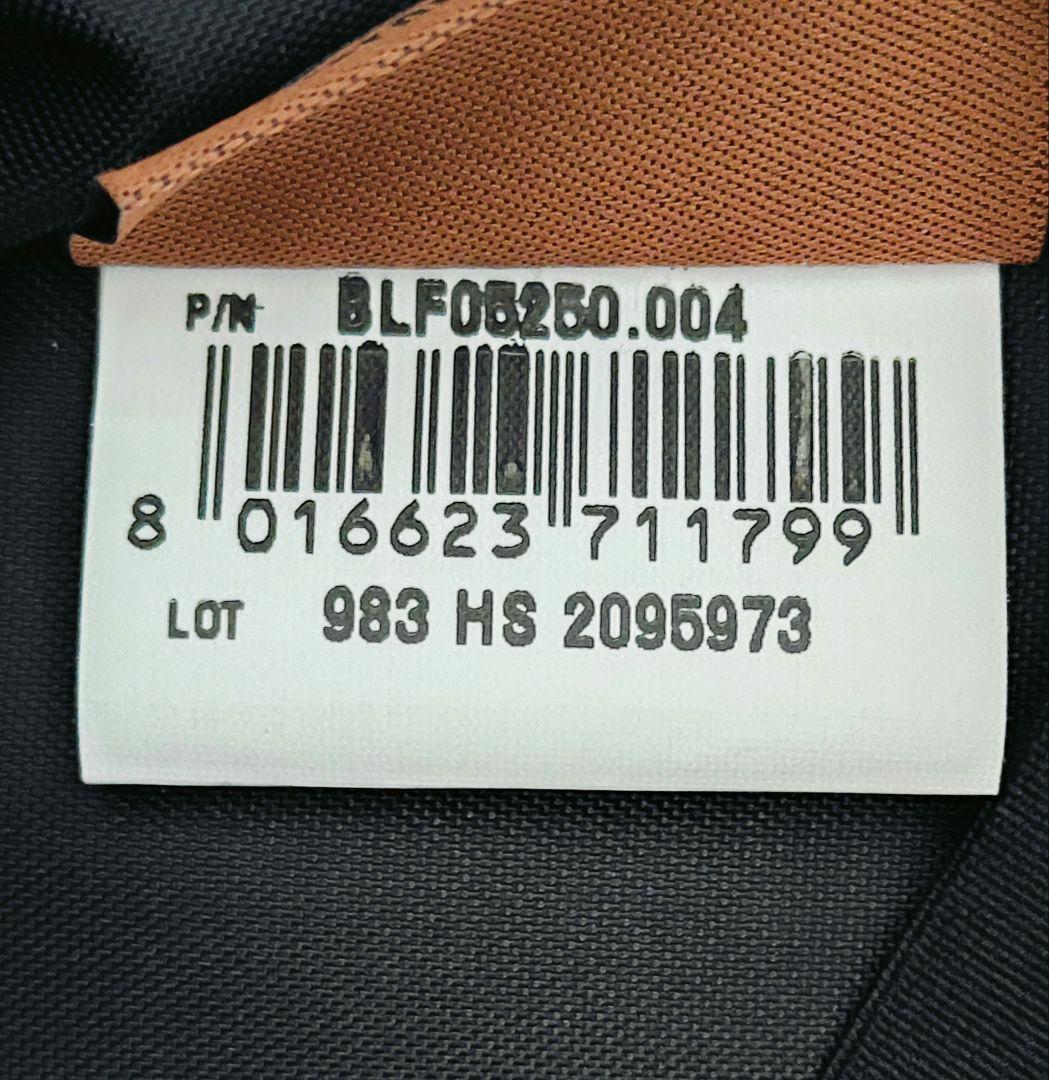 P/N BLF05250.004
8 016623 711799
LOT 983 HS 2095973